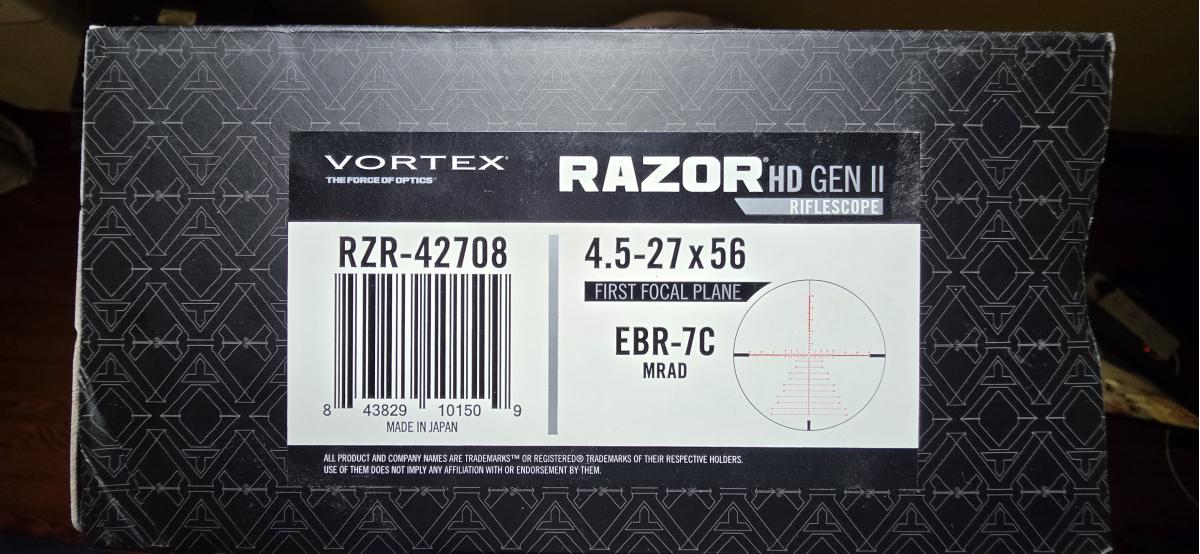 VORTEX®
THE FORCE OF OPTICS®
RAZOR® HD GEN II
RIFLESCOPE
RZR-42708
8 43829 10150 9
MADE IN JAPAN
4.5-27 x 56
FIRST FOCAL PLANE
EBR-7C
MRAD
ALL PRODUCT AND COMPANY NAMES ARE TRADEMARKS™ OR REGISTERED® TRADEMARKS OF THEIR RESPECTIVE HOLDERS.
USE OF THEM DOES NOT IMPLY ANY AFFILIATION WITH OR ENDORSEMENT BY THEM.